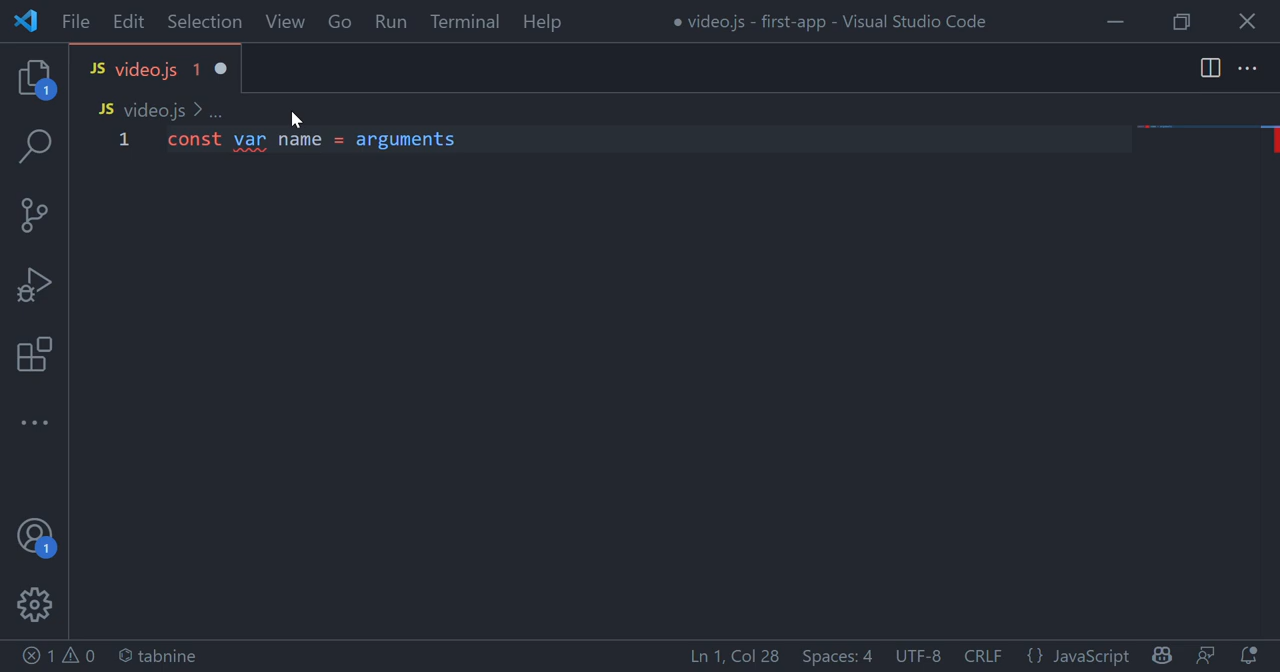 File Edit Selection View Go Run Terminal Help ● video.js - first-app - Visual Studio Code
JS video.js 1 ●
JS video.js > ...
1 const var name = arguments
1
1
1 0 tabnine Ln 1, Col 28 Spaces: 4 UTF-8 CRLF {} JavaScript